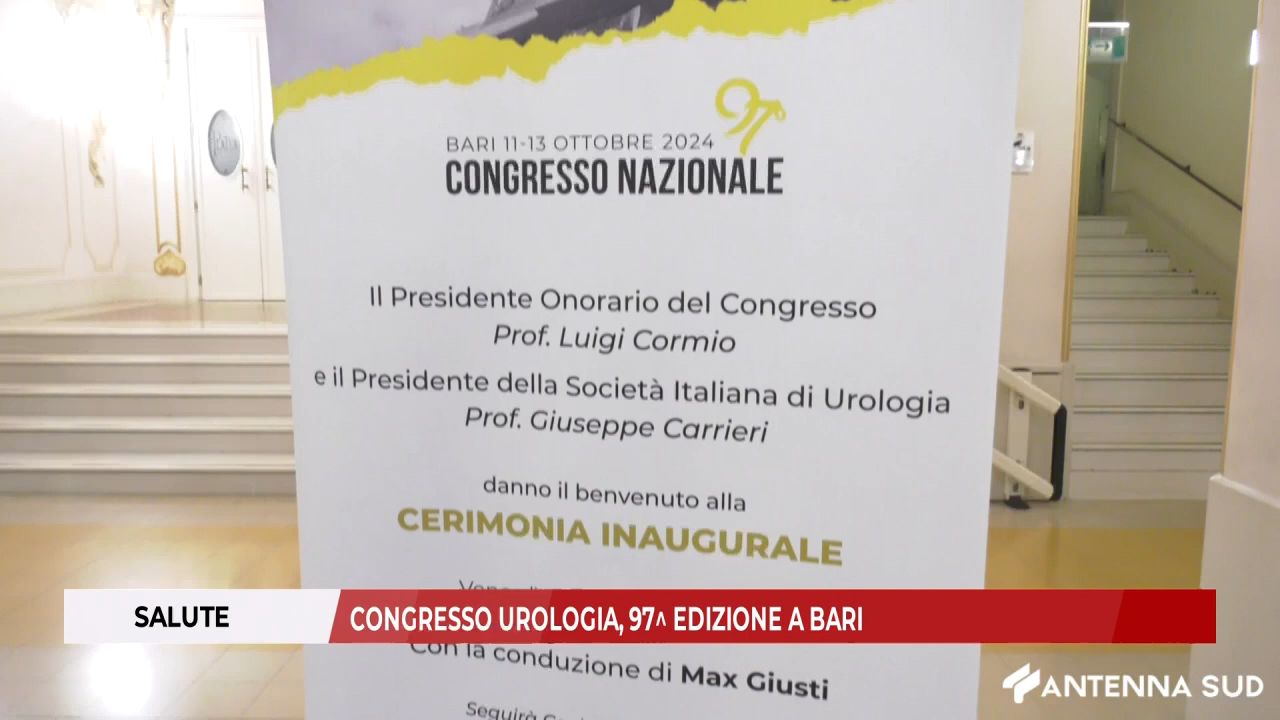 BARI 11-13 OTTOBRE 2024
97°
CONGRESSO NAZIONALE
Il Presidente Onorario del Congresso
Prof. Luigi Cormio
e il Presidente della Società Italiana di Urologia
Prof. Giuseppe Carrieri
danno il benvenuto alla
CERIMONIA INAUGURALE
SALUTE
CONGRESSO UROLOGIA, 97^ EDIZIONE A BARI
Con la conduzione di Max Giusti
Seguirà
ANTENNA SUD